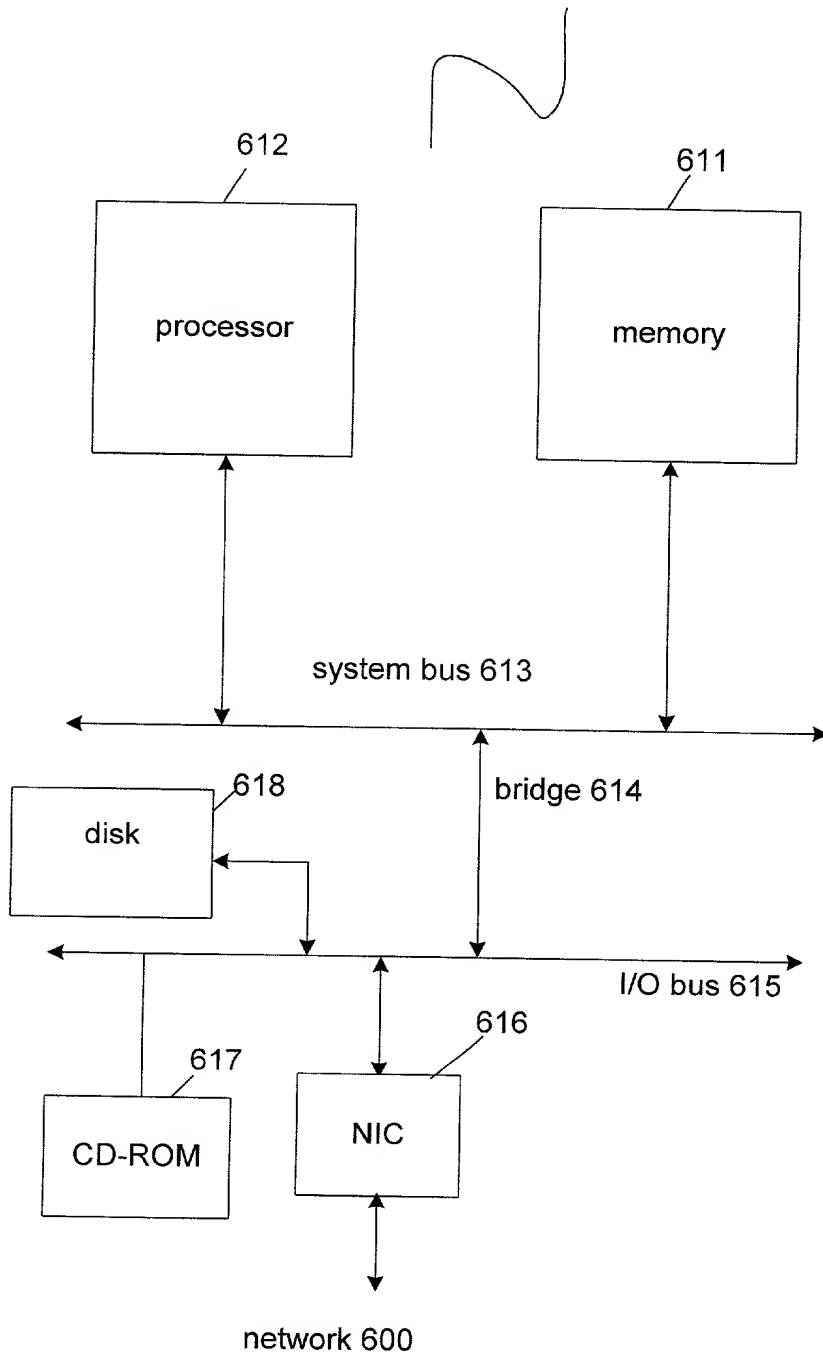 612
611
processor
memory
system bus 613
618
bridge 614
disk
I/O bus 615
616
617
NIC
CD-ROM
network 600